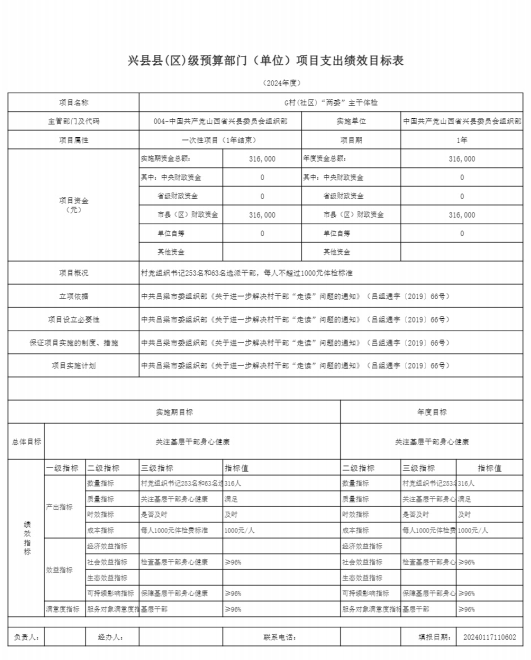 兴县县(区)级预算部门（单位）项目支出绩效目标表
（2024年度）
项目名称 G村(社区)"两委"主干体检
主管部门及代码 004-中国共产党山西省兴县委员会组织部 实施单位 中国共产党山西省兴县委员会组织部
项目属性 一次性项目（1年结束） 项目期 1年
项目资金（元）
实施期资金总额: 316,000 年度资金总额: 316,000
其中: 中央财政资金 0 其中: 中央财政资金 0
省级财政资金 0 省级财政资金 0
市县（区）财政资金 316,000 市县（区）财政资金 316,000
单位自筹 0 单位自筹 0
其他资金 其他资金
项目概况 村党组织书记253名和63名选派干部, 每人不超过1000元体检标准
立项依据 中共吕梁市委组织部《关于进一步解决村干部"走读"问题的通知》（吕组通字〔2019〕66号）
项目设立必要性 中共吕梁市委组织部《关于进一步解决村干部"走读"问题的通知》（吕组通字〔2019〕66号）
保证项目实施的制度、措施 中共吕梁市委组织部《关于进一步解决村干部"走读"问题的通知》（吕组通字〔2019〕66号）
项目实施计划 中共吕梁市委组织部《关于进一步解决村干部"走读"问题的通知》（吕组通字〔2019〕66号）
实施期目标 年度目标
总体目标 关注基层干部身心健康 关注基层干部身心健康
绩效指标
一级指标 二级指标 三级指标 指标值 二级指标 三级指标 指标值
产出指标
数量指标 村党组织书记253名和63名选 316人 数量指标 村党组织书记253名 316人
质量指标 关注基层干部身心健康 满足 质量指标 关注基层干部身心 满足
时效指标 是否及时 及时 时效指标 是否及时 及时
成本指标 每人1000元体检费标准 1000元/人 成本指标 每人1000元体检费 1000元/人
效益指标
经济效益指标 经济效益指标
社会效益指标 检查基层干部身心健康 ≥96% 社会效益指标 检查基层干部身心 ≥96%
生态效益指标 生态效益指标
可持续影响指标 保障基层干部身心健康 ≥96% 可持续影响指标 保障基层干部身心 ≥96%
满意度指标 服务对象满意度指 基层干部 ≥96% 服务对象满意度指 基层干部 ≥96%
负责人: 经办人: 联系电话: 填报日期: 20240117110602